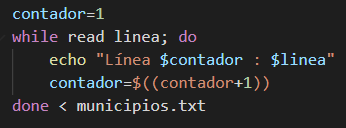 contador=1
while read linea; do
    echo "Línea $contador : $linea"
    contador=$((contador+1))
done < municipios.txt